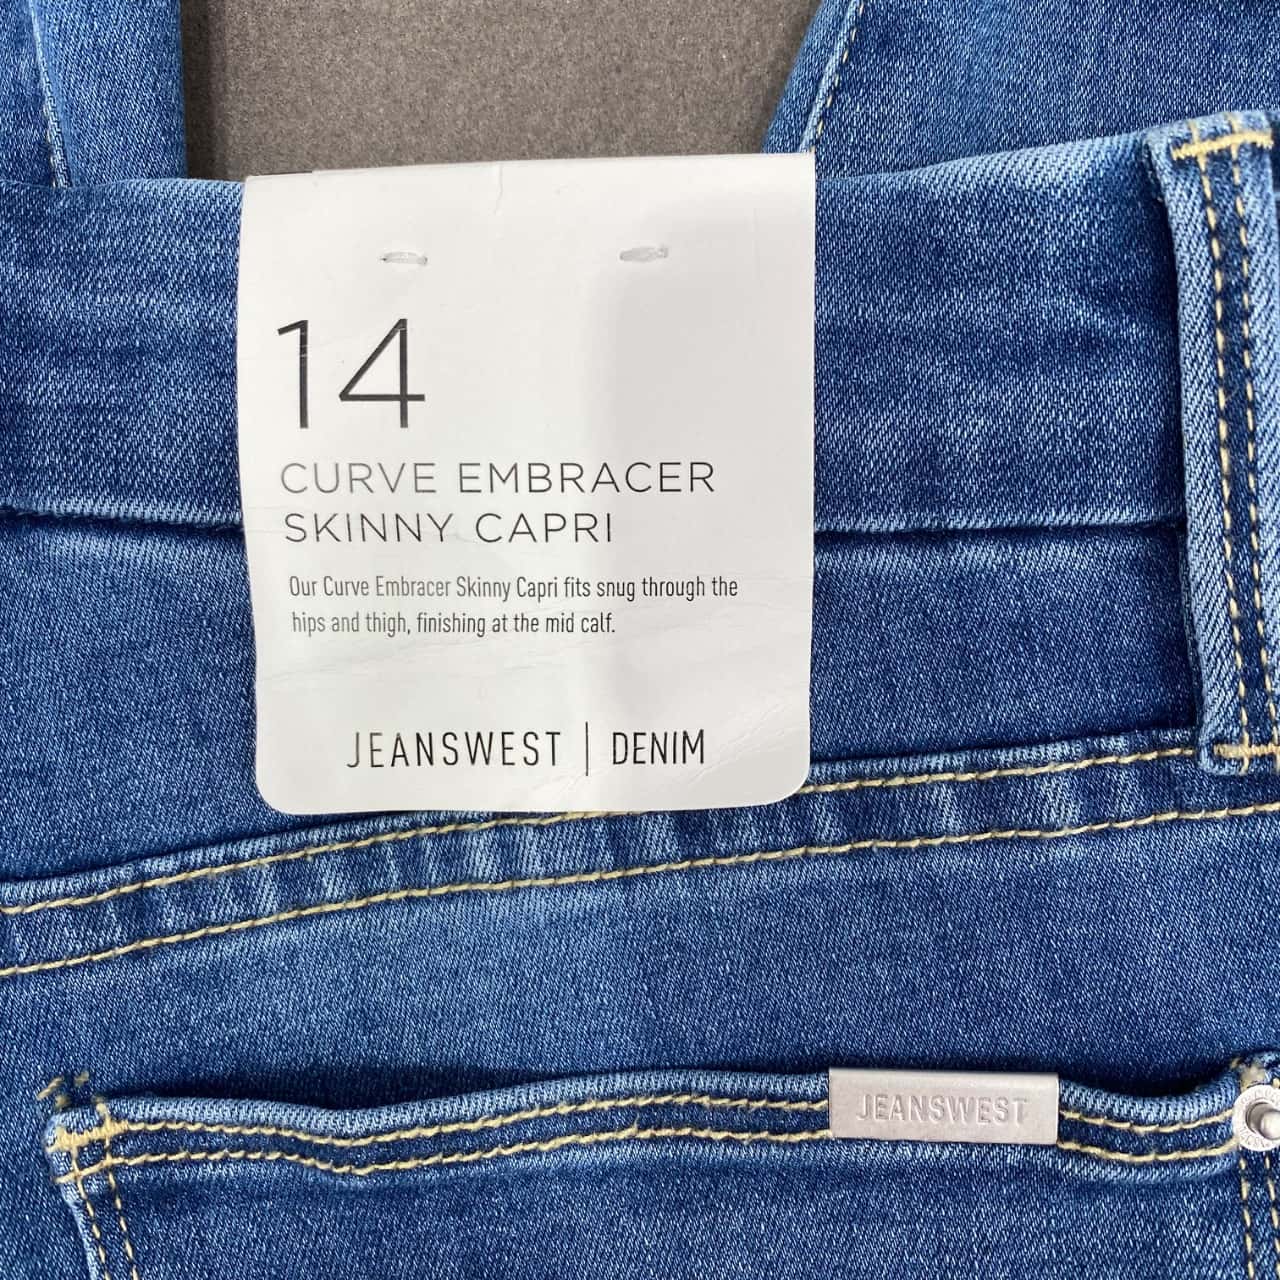 14
CURVE EMBRACER
SKINNY CAPRI
Our Curve Embracer Skinny Capri fits snug through the
hips and thigh, finishing at the mid calf.
JEANSWEST | DENIM
JEANSWEST